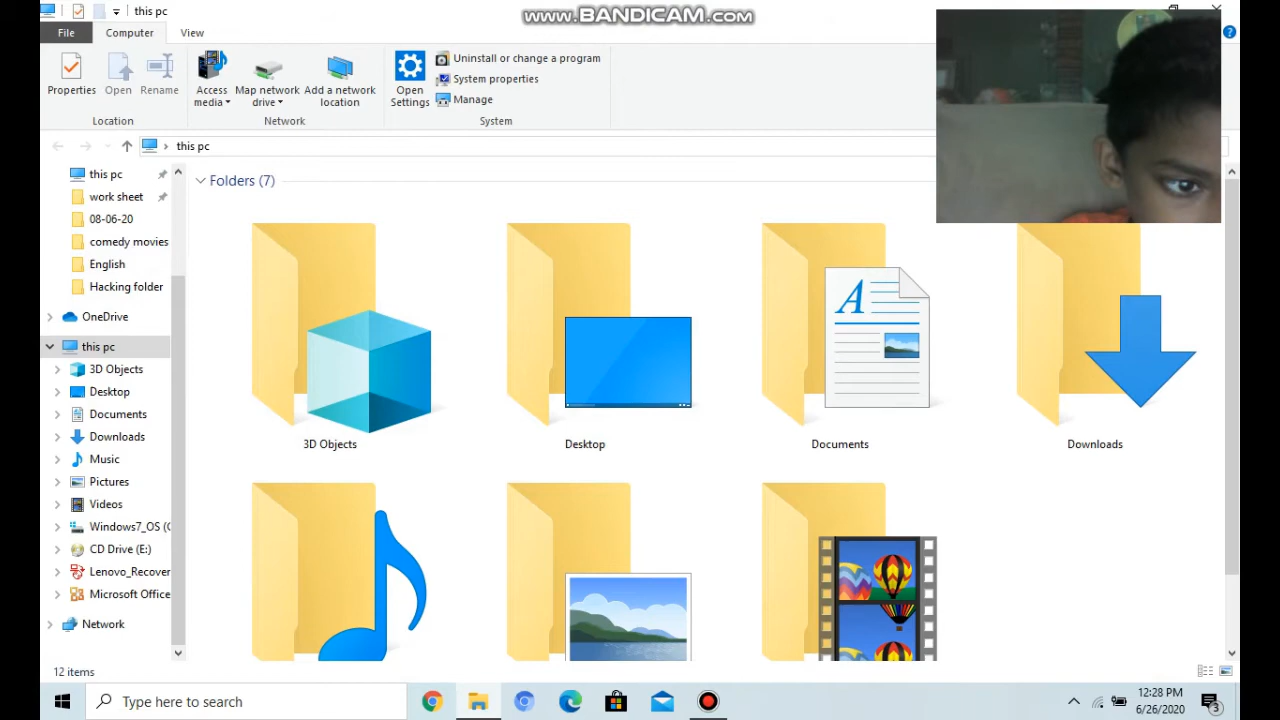 this pc
www.BANDICAM.com
File
Computer
View
Properties
Open
Rename
Access media
Map network drive
Add a network location
Open Settings
Uninstall or change a program
System properties
Manage
Location
Network
System
this pc
this pc
work sheet
08-06-20
comedy movies
English
Hacking folder
OneDrive
this pc
3D Objects
Desktop
Documents
Downloads
Music
Pictures
Videos
Windows7_OS (C
CD Drive (E:)
Lenovo_Recover
Microsoft Office
Network
Folders (7)
3D Objects
Desktop
Documents
Downloads
A
12 items
Type here to search
12:28 PM
6/26/2020
3